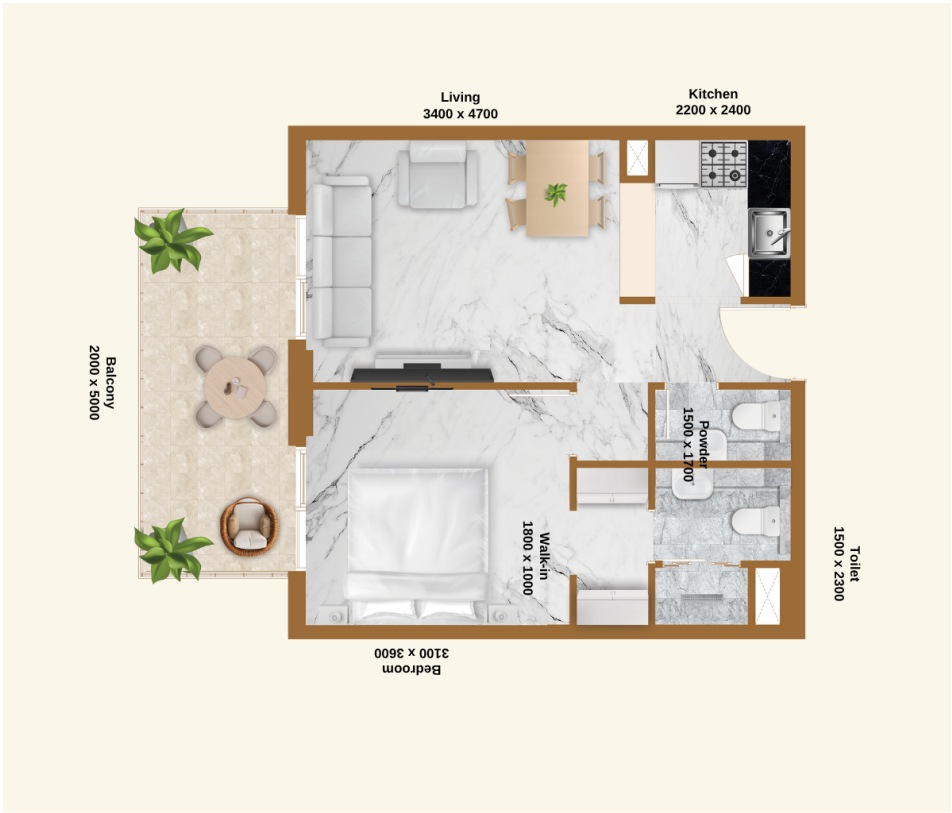 Living
3400 x 4700
Kitchen
2200 x 2400
Balcony
2000 x 5000
Powder
1500 x 1700
Walk-in
1800 x 1000
Toilet
1500 x 2300
Bedroom
3100 x 3600